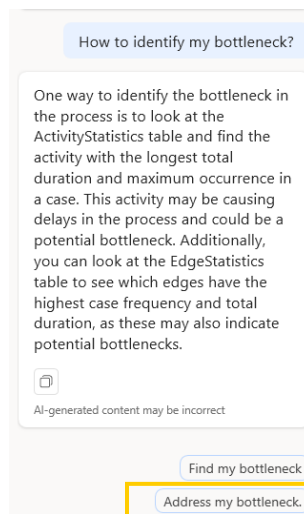 How to identify my bottleneck?
One way to identify the bottleneck in
the process is to look at the
ActivityStatistics table and find the
activity with the longest total
duration and maximum occurrence in
a case. This activity may be causing
delays in the process and could be a
potential bottleneck. Additionally,
you can look at the EdgeStatistics
table to see which edges have the
highest case frequency and total
duration, as these may also indicate
potential bottlenecks.
AI-generated content may be incorrect
Find my bottleneck
Address my bottleneck.